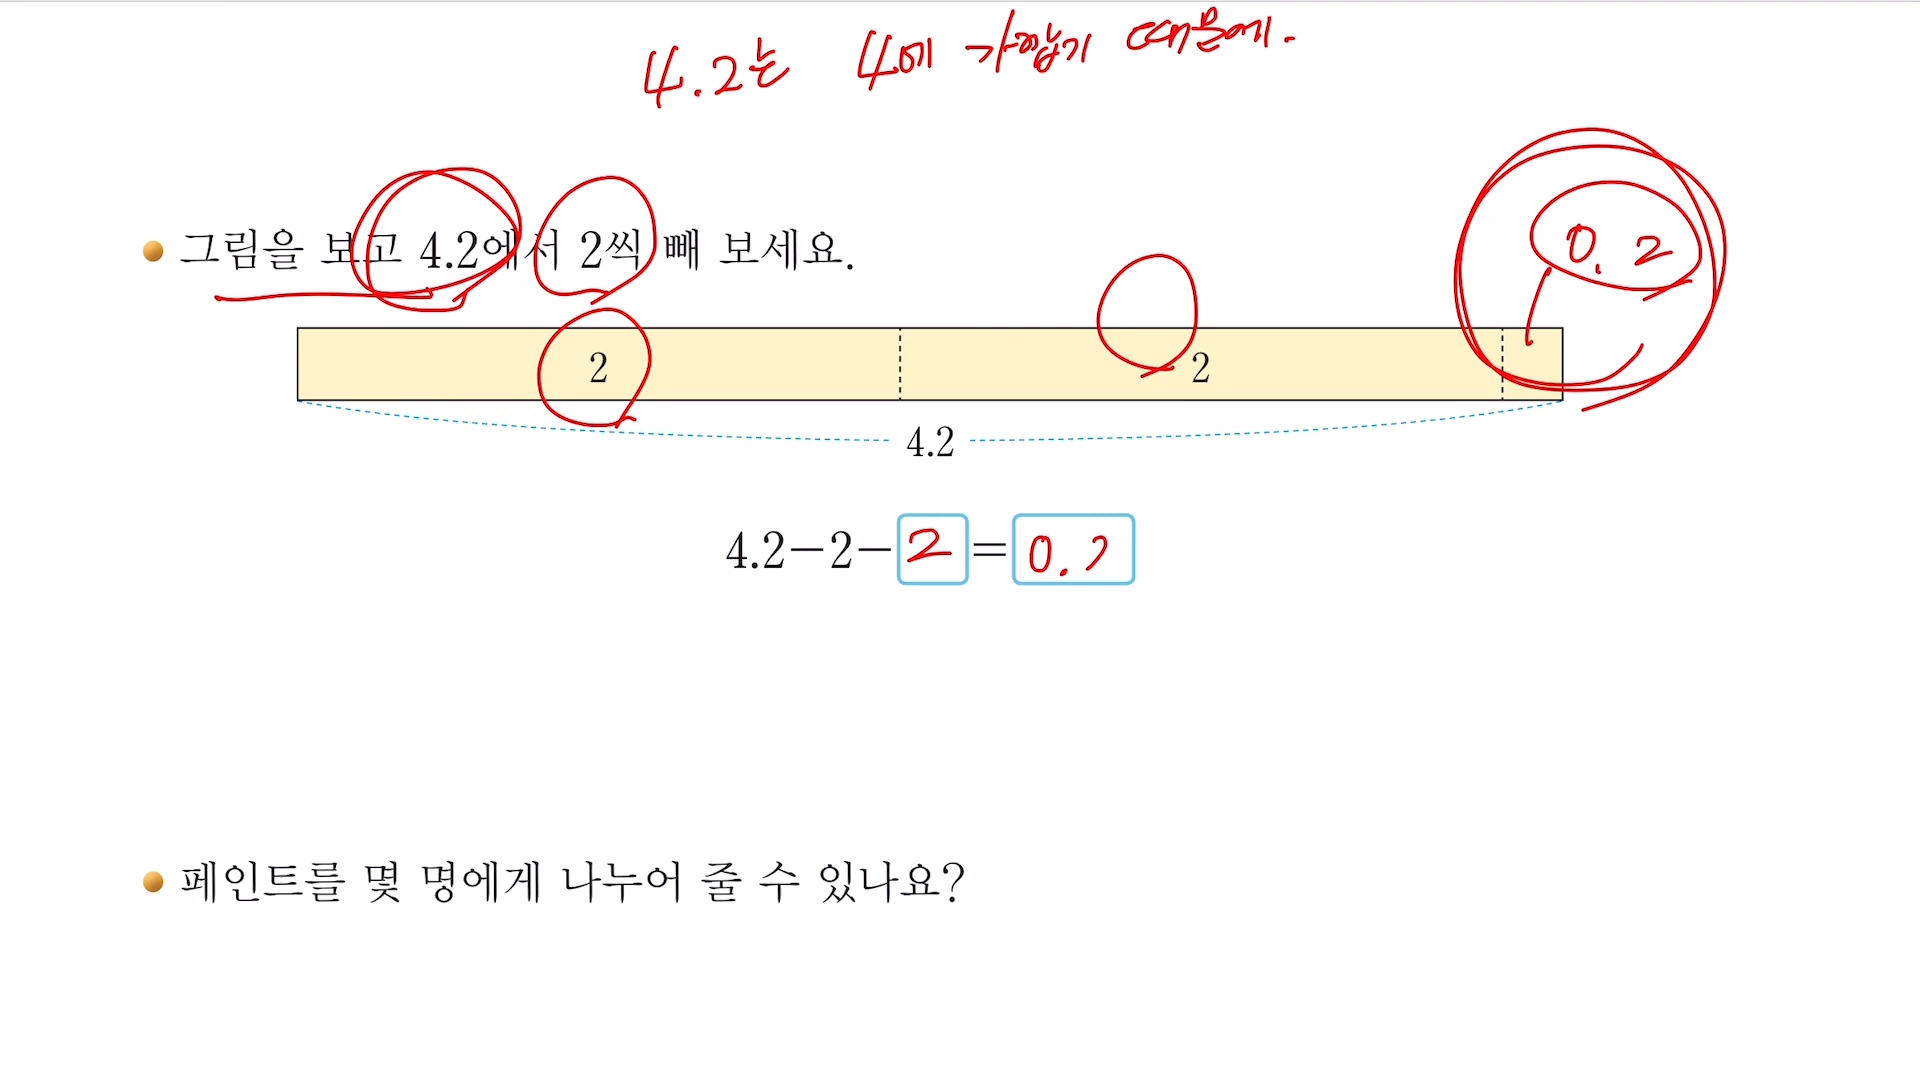 4.2는 4에 가깝기 때문에.
그림을 보고 4.2에서 2씩 빼 보세요.
0.2
2 2
4.2
4.2-2-2=0.2
페인트를 몇 명에게 나누어 줄 수 있나요?